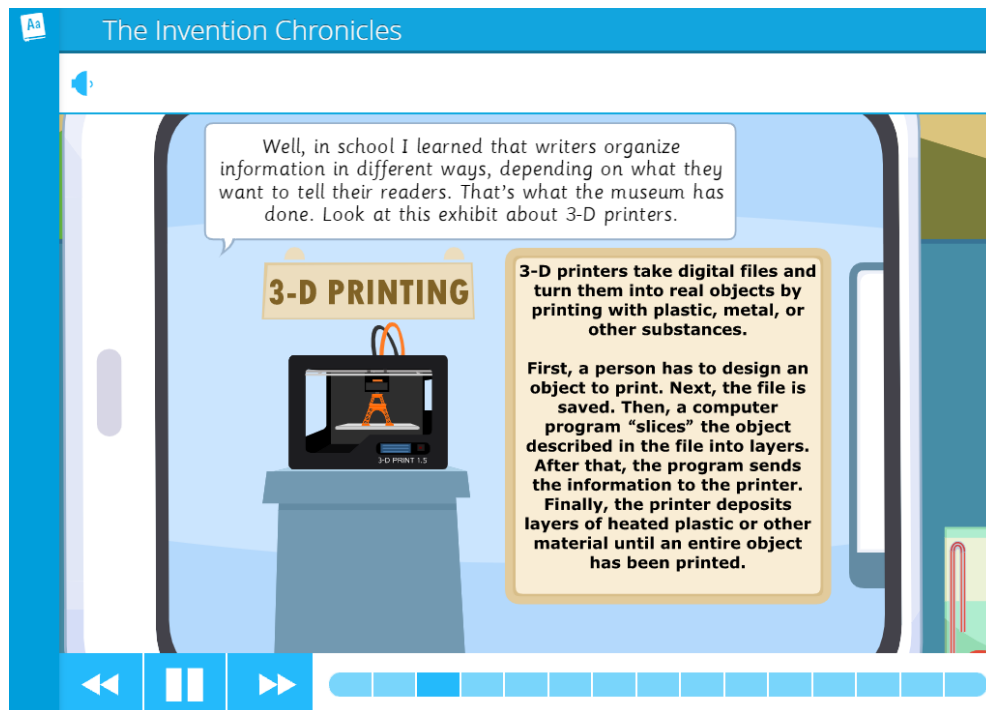 Aa
The Invention Chronicles
Well, in school I learned that writers organize
information in different ways, depending on what they
want to tell their readers. That's what the museum has
done. Look at this exhibit about 3-D printers.
3-D PRINTING
3-D PRINT 1.5
3-D printers take digital files and
turn them into real objects by
printing with plastic, metal, or
other substances.
First, a person has to design an
object to print. Next, the file is
saved. Then, a computer
program “slices” the object
described in the file into layers.
After that, the program sends
the information to the printer.
Finally, the printer deposits
layers of heated plastic or other
material until an entire object
has been printed.